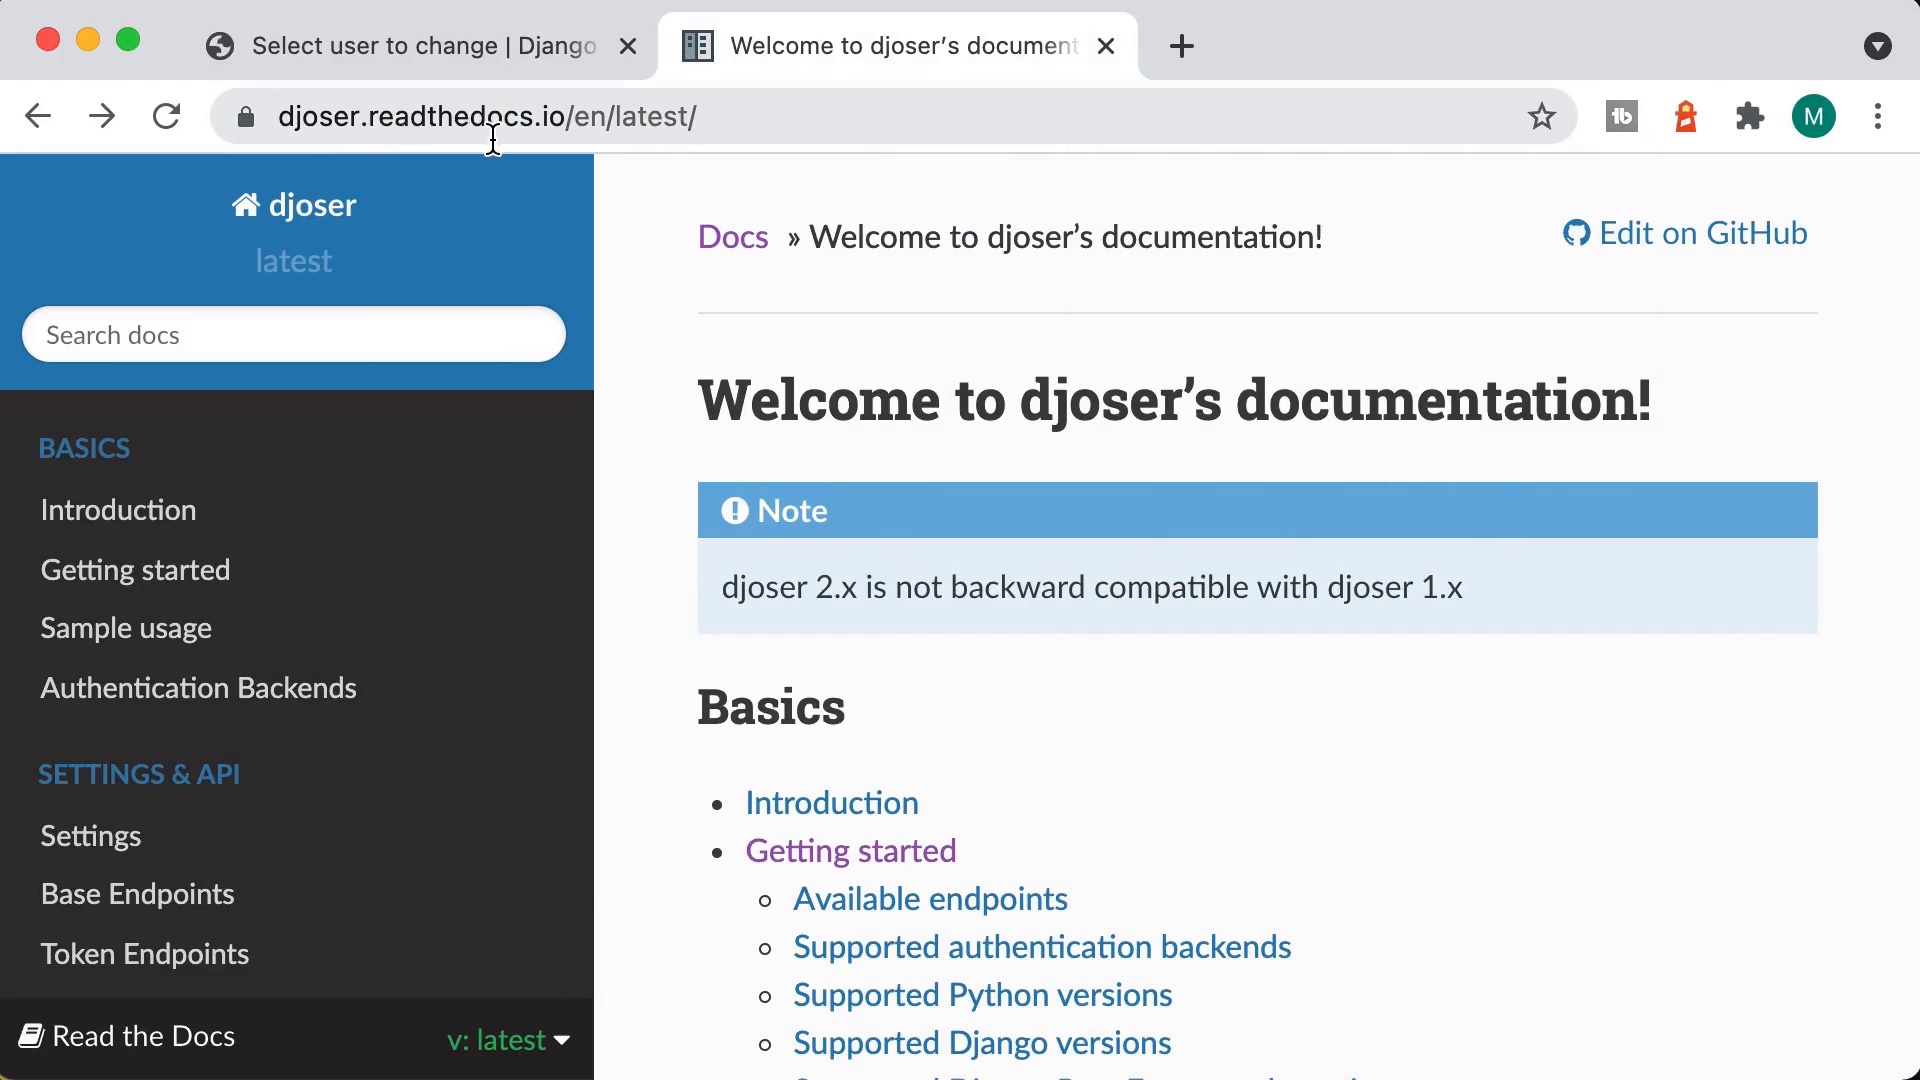 Select user to change | Django
Welcome to djoser’s document
djoser.readthedocs.io/en/latest/
tb
M
djoser
latest
Search docs
BASICS
Introduction
Getting started
Sample usage
Authentication Backends
SETTINGS & API
Settings
Base Endpoints
Token Endpoints
Read the Docs
v: latest
Docs » Welcome to djoser’s documentation!
Edit on GitHub
Welcome to djoser’s documentation!
Note
djoser 2.x is not backward compatible with djoser 1.x
Basics
Introduction
Getting started
Available endpoints
Supported authentication backends
Supported Python versions
Supported Django versions